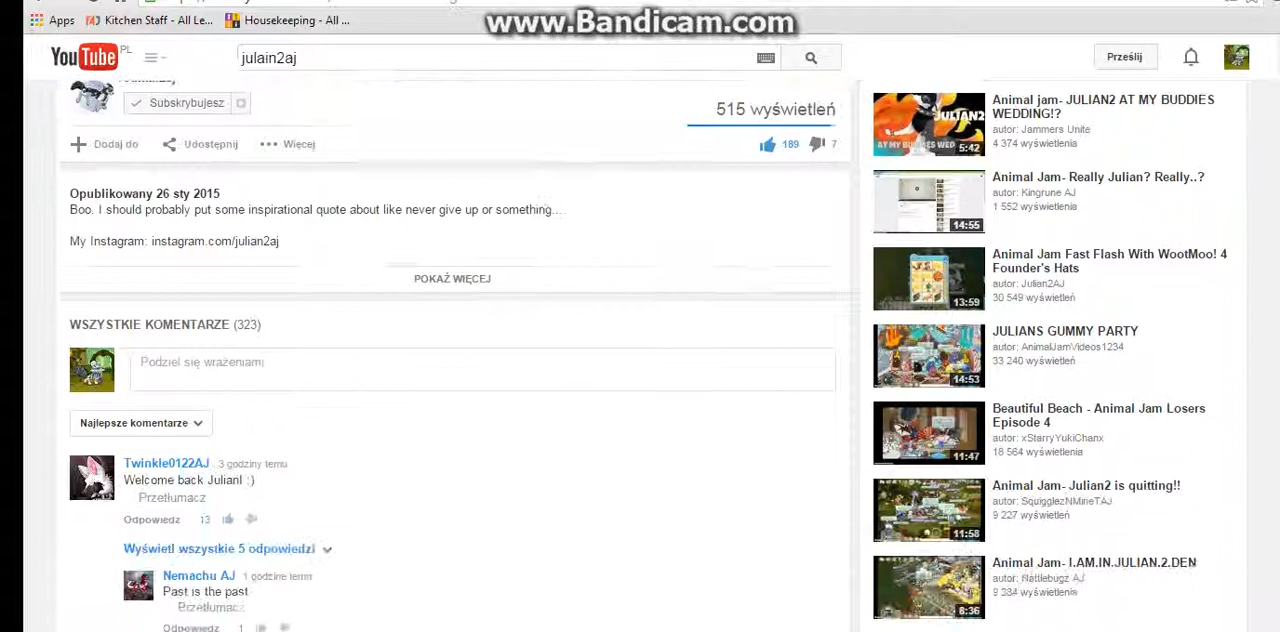 www.Bandicam.com
Apps Kitchen Staff - All Le... Housekeeping - All ...
YouTube PL
julain2aj
Prześlij
Subskrybujesz
515 wyświetleń
Dodaj do Udostępnij Więcej
189 7
Opublikowany 26 sty 2015
Boo. I should probably put some inspirational quote about like never give up or something...
My Instagram: instagram.com/julian2aj
POKAŻ WIĘCEJ
WSZYSTKIE KOMENTARZE (323)
Podziel się wrażeniami
Najlepsze komentarze
Twinkle0122AJ 3 godziny temu
Welcome back Julian! :)
Przetłumacz
Odpowiedz 13
Wyświetl wszystkie 5 odpowiedzi
Nemachu AJ 1 godzinę temu
Past is the past
Przetłumacz
Odpowiedz 1
JULIAN2
AT MY BUDDIES WED
5:42
Animal jam- JULIAN2 AT MY BUDDIES
WEDDING!?
autor: Jammers Unite
4 374 wyświetlenia
14:55
Animal Jam- Really Julian? Really..?
autor: Kingrune AJ
1 552 wyświetlenia
13:59
Animal Jam Fast Flash With WootMoo! 4
Founder's Hats
autor: Julian2AJ
30 549 wyświetleń
14:53
JULIANS GUMMY PARTY
autor: AnimalJamVideos1234
33 240 wyświetleń
11:47
Beautiful Beach - Animal Jam Losers
Episode 4
autor: xStarryYukiChanx
18 564 wyświetlenia
11:58
Animal Jam- Julian2 is quitting!!
autor: SquigglezNMineTAJ
9 227 wyświetleń
8:36
Animal Jam- I.AM.IN.JULIAN.2.DEN
autor: Rattlebugz AJ
9 384 wyświetlenia